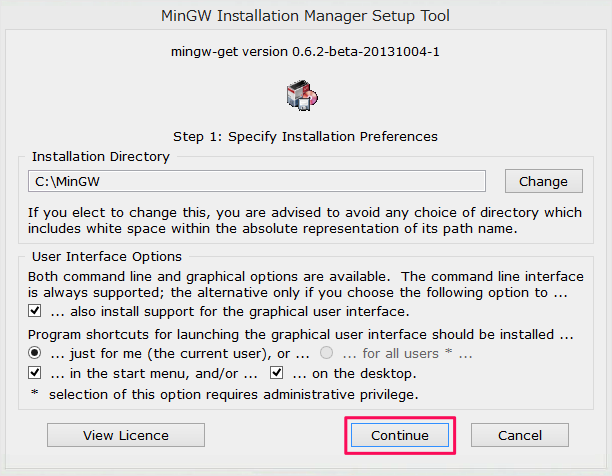 MinGW Installation Manager Setup Tool
mingw-get version 0.6.2-beta-20131004-1
Step 1: Specify Installation Preferences
Installation Directory
C:\MinGW
Change
If you elect to change this, you are advised to avoid any choice of directory which
includes white space within the absolute representation of its path name.
User Interface Options
Both command line and graphical options are available.  The command line interface
is always supported; the alternative only if you choose the following option to ...
... also install support for the graphical user interface.
Program shortcuts for launching the graphical user interface should be installed ...
... just for me (the current user), or ... ... for all users * ...
... in the start menu, and/or ... ... on the desktop.
* selection of this option requires administrative privilege.
View Licence
Continue
Cancel